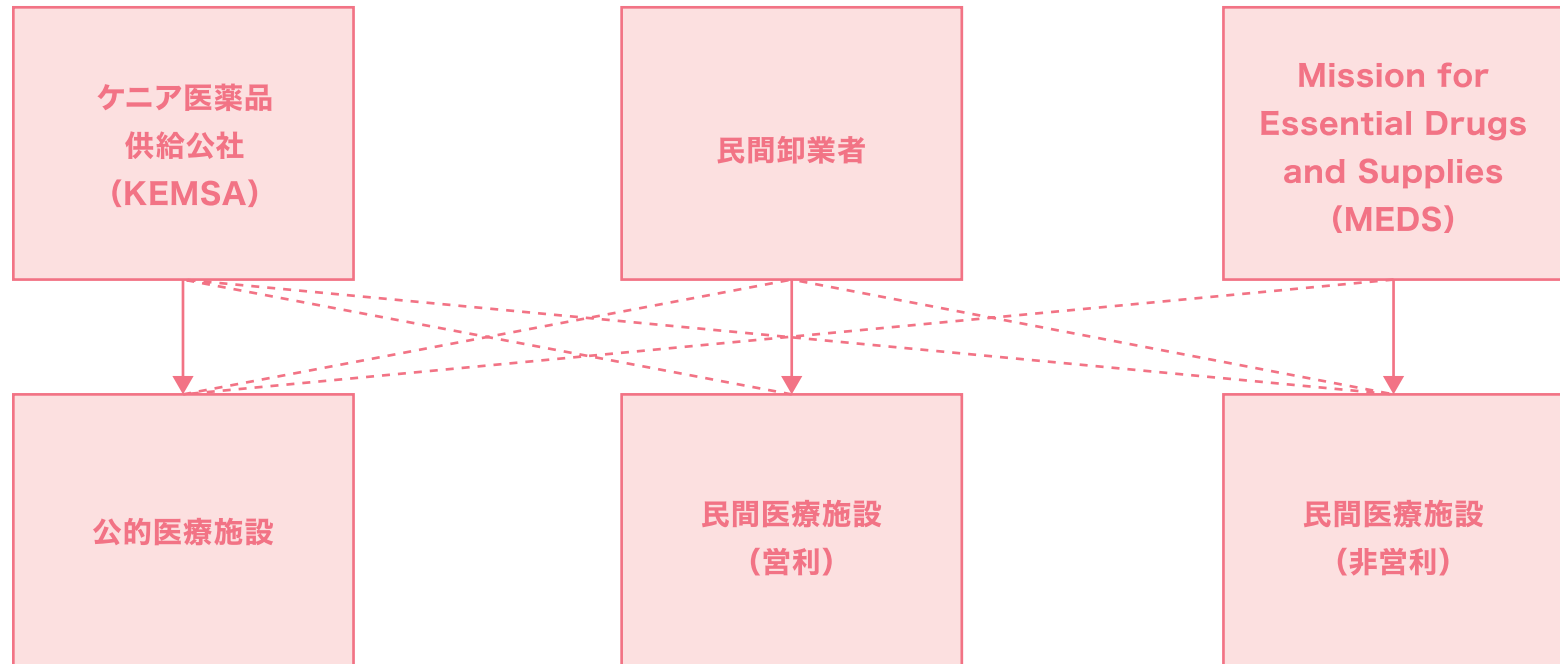 ケニア医薬品
供給公社
(KEMSA)
民間卸業者
Mission for
Essential Drugs
and Supplies
(MEDS)
公的医療施設
民間医療施設
(営利)
民間医療施設
(非営利)